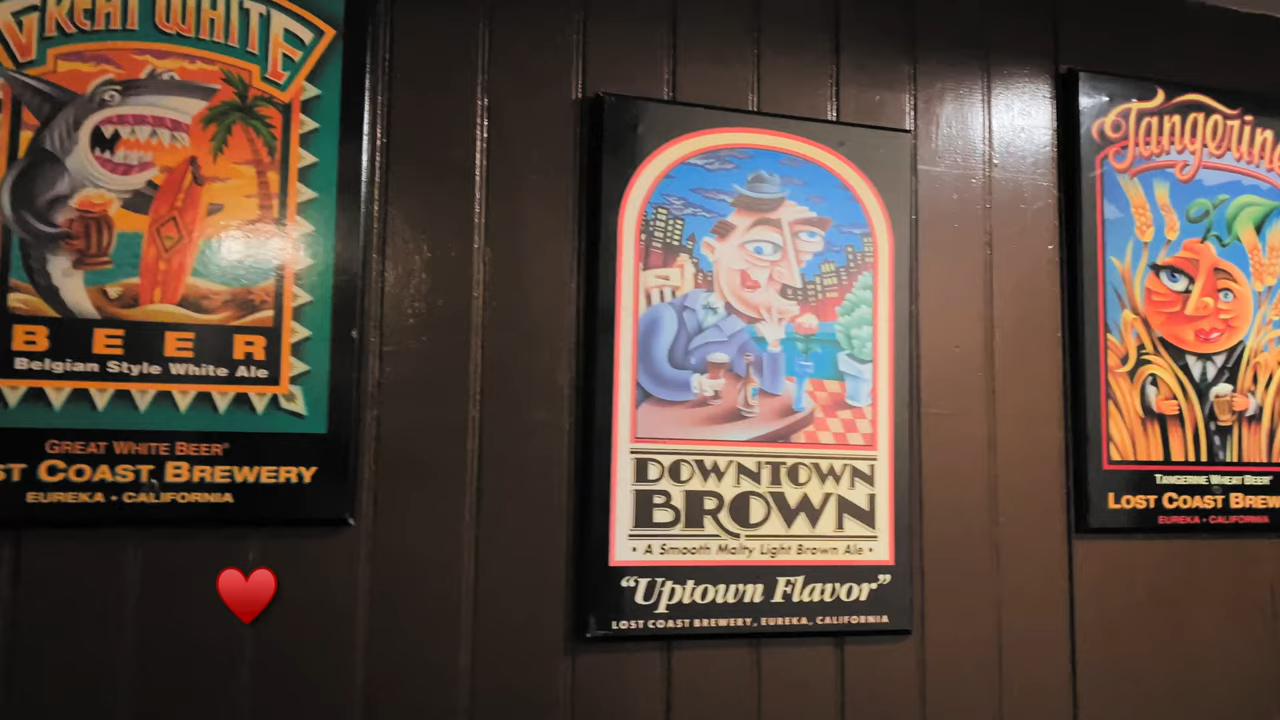 GREAT WHITE
BEER
Belgian Style White Ale
GREAT WHITE BEER®
ST COAST BREWERY
EUREKA • CALIFORNIA
DOWNTOWN
BROWN
• A Smooth Malty Light Brown Ale •
"Uptown Flavor"
LOST COAST BREWERY, EUREKA, CALIFORNIA
Tangerin
TANGERINE WHEAT BEER®
LOST COAST BREW
EUREKA • CALIFORNIA